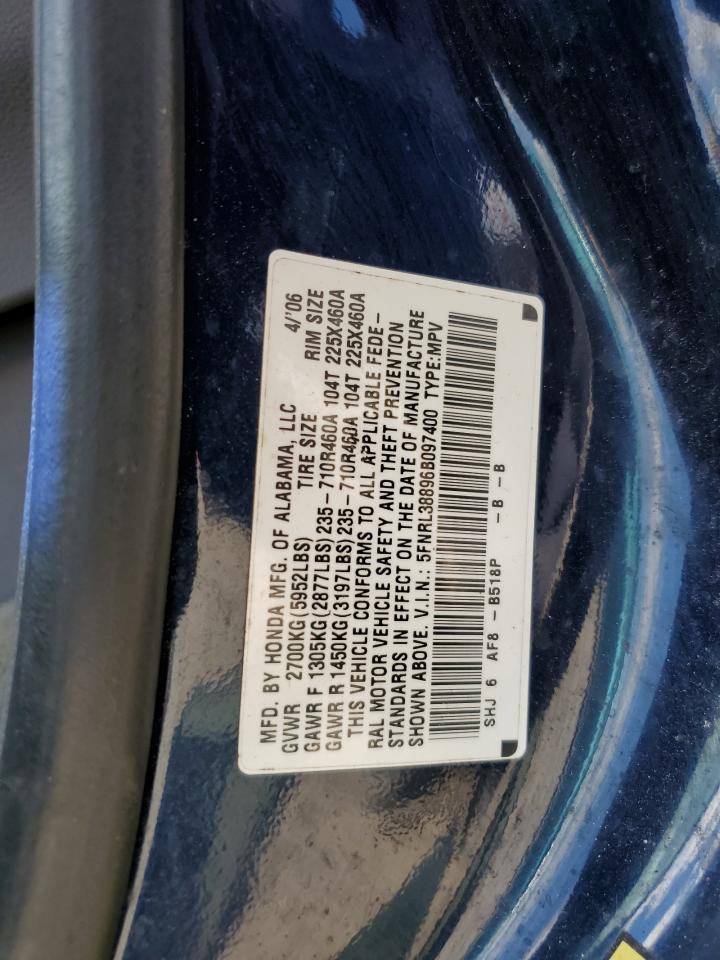 MFD. BY HONDA MFG. OF ALABAMA, LLC 4/'06
GVWR 2700KG(5952LBS) TIRE SIZE RIM SIZE
GAWR F 1305KG(2877LBS)235-710R460A 104T 225X460A
GAWR R 1450KG(3197LBS)235-710R460A 104T 225X460A
THIS VEHICLE CONFORMS TO ALL APPLICABLE FEDE-
RAL MOTOR VEHICLE SAFETY AND THEFT PREVENTION
STANDARDS IN EFFECT ON THE DATE OF MANUFACTURE
SHOWN ABOVE. V.I.N.: 5FNRL38896B097400 TYPE:MPV
SHJ 6 AF8 -B518P -B -B